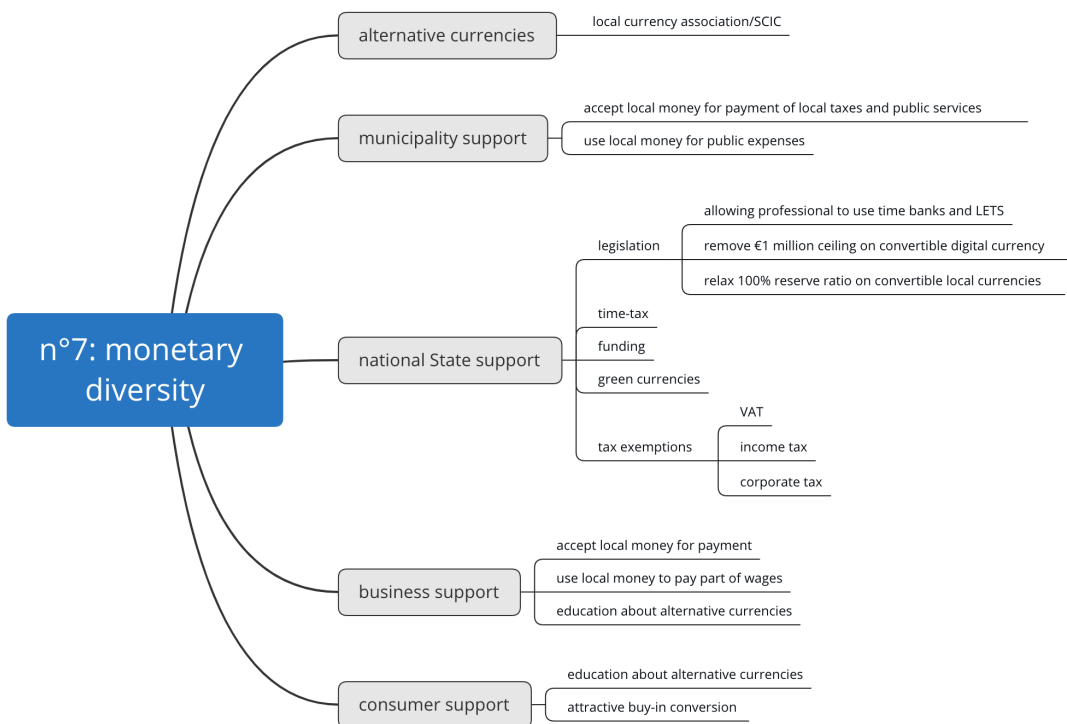 alternative currencies
local currency association/SCIC
municipality support
accept local money for payment of local taxes and public services
use local money for public expenses
n°7: monetary
diversity
national State support
legislation
allowing professional to use time banks and LETS
remove €1 million ceiling on convertible digital currency
relax 100% reserve ratio on convertible local currencies
time-tax
funding
green currencies
tax exemptions
VAT
income tax
corporate tax
business support
accept local money for payment
use local money to pay part of wages
education about alternative currencies
consumer support
education about alternative currencies
attractive buy-in conversion